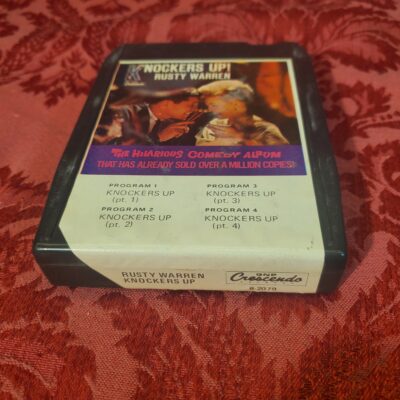 KNOCKERS UP!
RUSTY WARREN
THE HILARIOUS COMEDY ALBUM
THAT HAS ALREADY SOLD OVER A MILLION COPIES!
PROGRAM 1
KNOCKERS UP
(pt. 1)
PROGRAM 2
KNOCKERS UP
(pt. 2)
PROGRAM 3
KNOCKERS UP
(pt. 3)
PROGRAM 4
KNOCKERS UP
(pt. 4)
RUSTY WARREN
KNOCKERS UP
GNP
Crescendo
8-2079